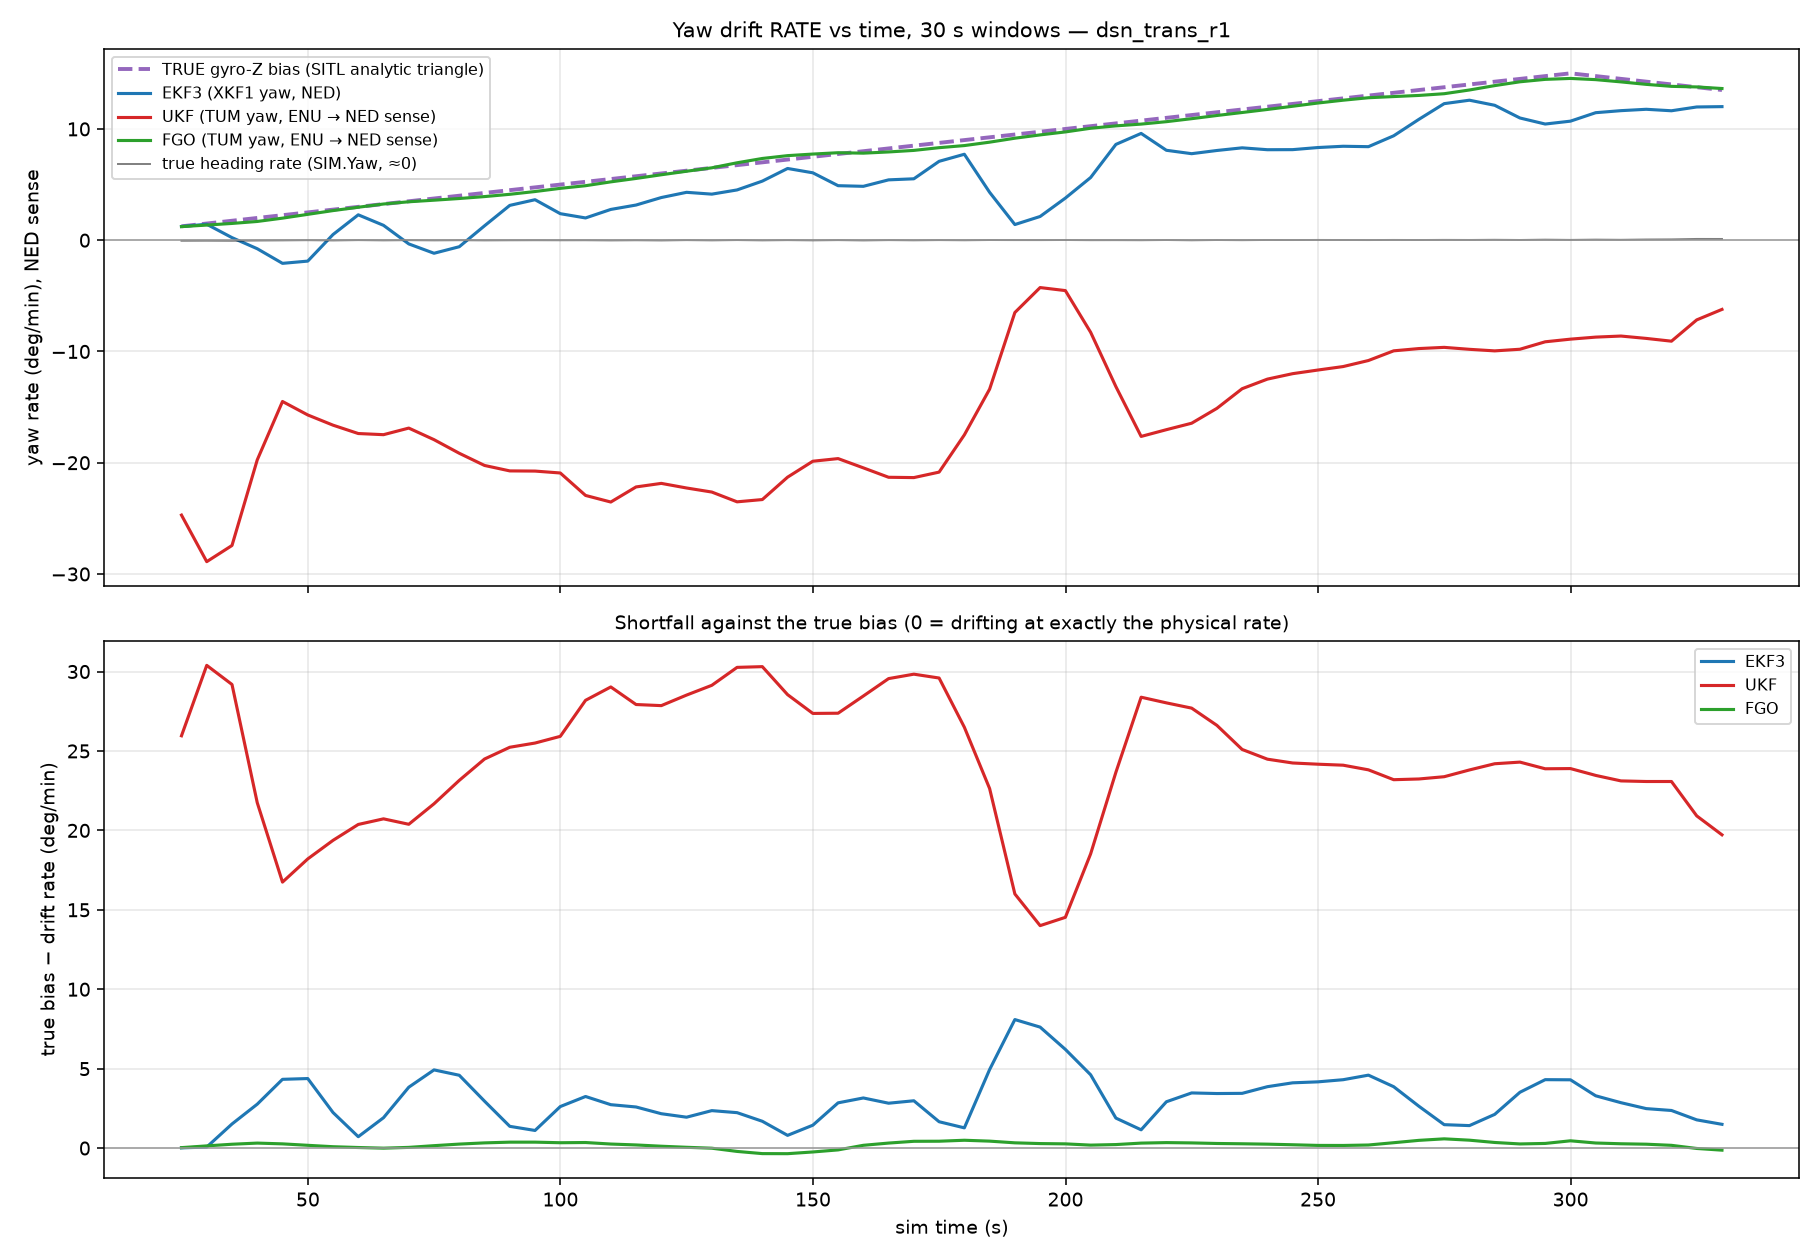 Yaw drift RATE vs time, 30 s windows — dsn_trans_r1
TRUE gyro-Z bias (SITL analytic triangle)
EKF3 (XKF1 yaw, NED)
UKF (TUM yaw, ENU → NED sense)
FGO (TUM yaw, ENU → NED sense)
true heading rate (SIM.Yaw, ≈0)
yaw rate (deg/min), NED sense
10
0
−10
−20
−30
Shortfall against the true bias (0 = drifting at exactly the physical rate)
EKF3
UKF
FGO
true bias − drift rate (deg/min)
30
25
20
15
10
5
0
50 100 150 200 250 300
sim time (s)